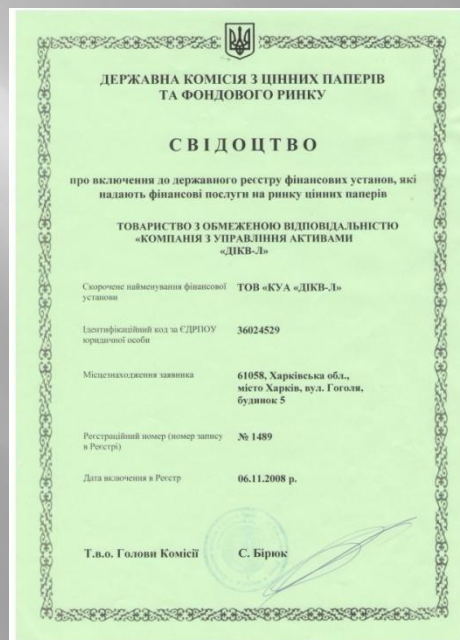 ДЕРЖАВНА КОМІСІЯ З ЦІННИХ ПАПЕРІВ
ТА ФОНДОВОГО РИНКУ
СВІДОЦТВО
про включення до державного реєстру фінансових установ, які
надають фінансові послуги на ринку цінних паперів
ТОВАРИСТВО З ОБМЕЖЕНОЮ ВІДПОВІДАЛЬНІСТЮ
«КОМПАНІЯ З УПРАВЛІННЯ АКТИВАМИ
«ДІКВ-Л»
Скорочене найменування фінансової ТОВ «КУА «ДІКВ-Л»
установи
Ідентифікаційний код за ЄДРПОУ 36024529
юридичної особи
Місцезнаходження заявника 61058, Харківська обл.,
місто Харків, вул. Гоголя,
будинок 5
Реєстраційний номер (номер запису № 1489
в Реєстрі)
Дата включення в Реєстр 06.11.2008 р.
Т.в.о. Голови Комісії С. Бірюк